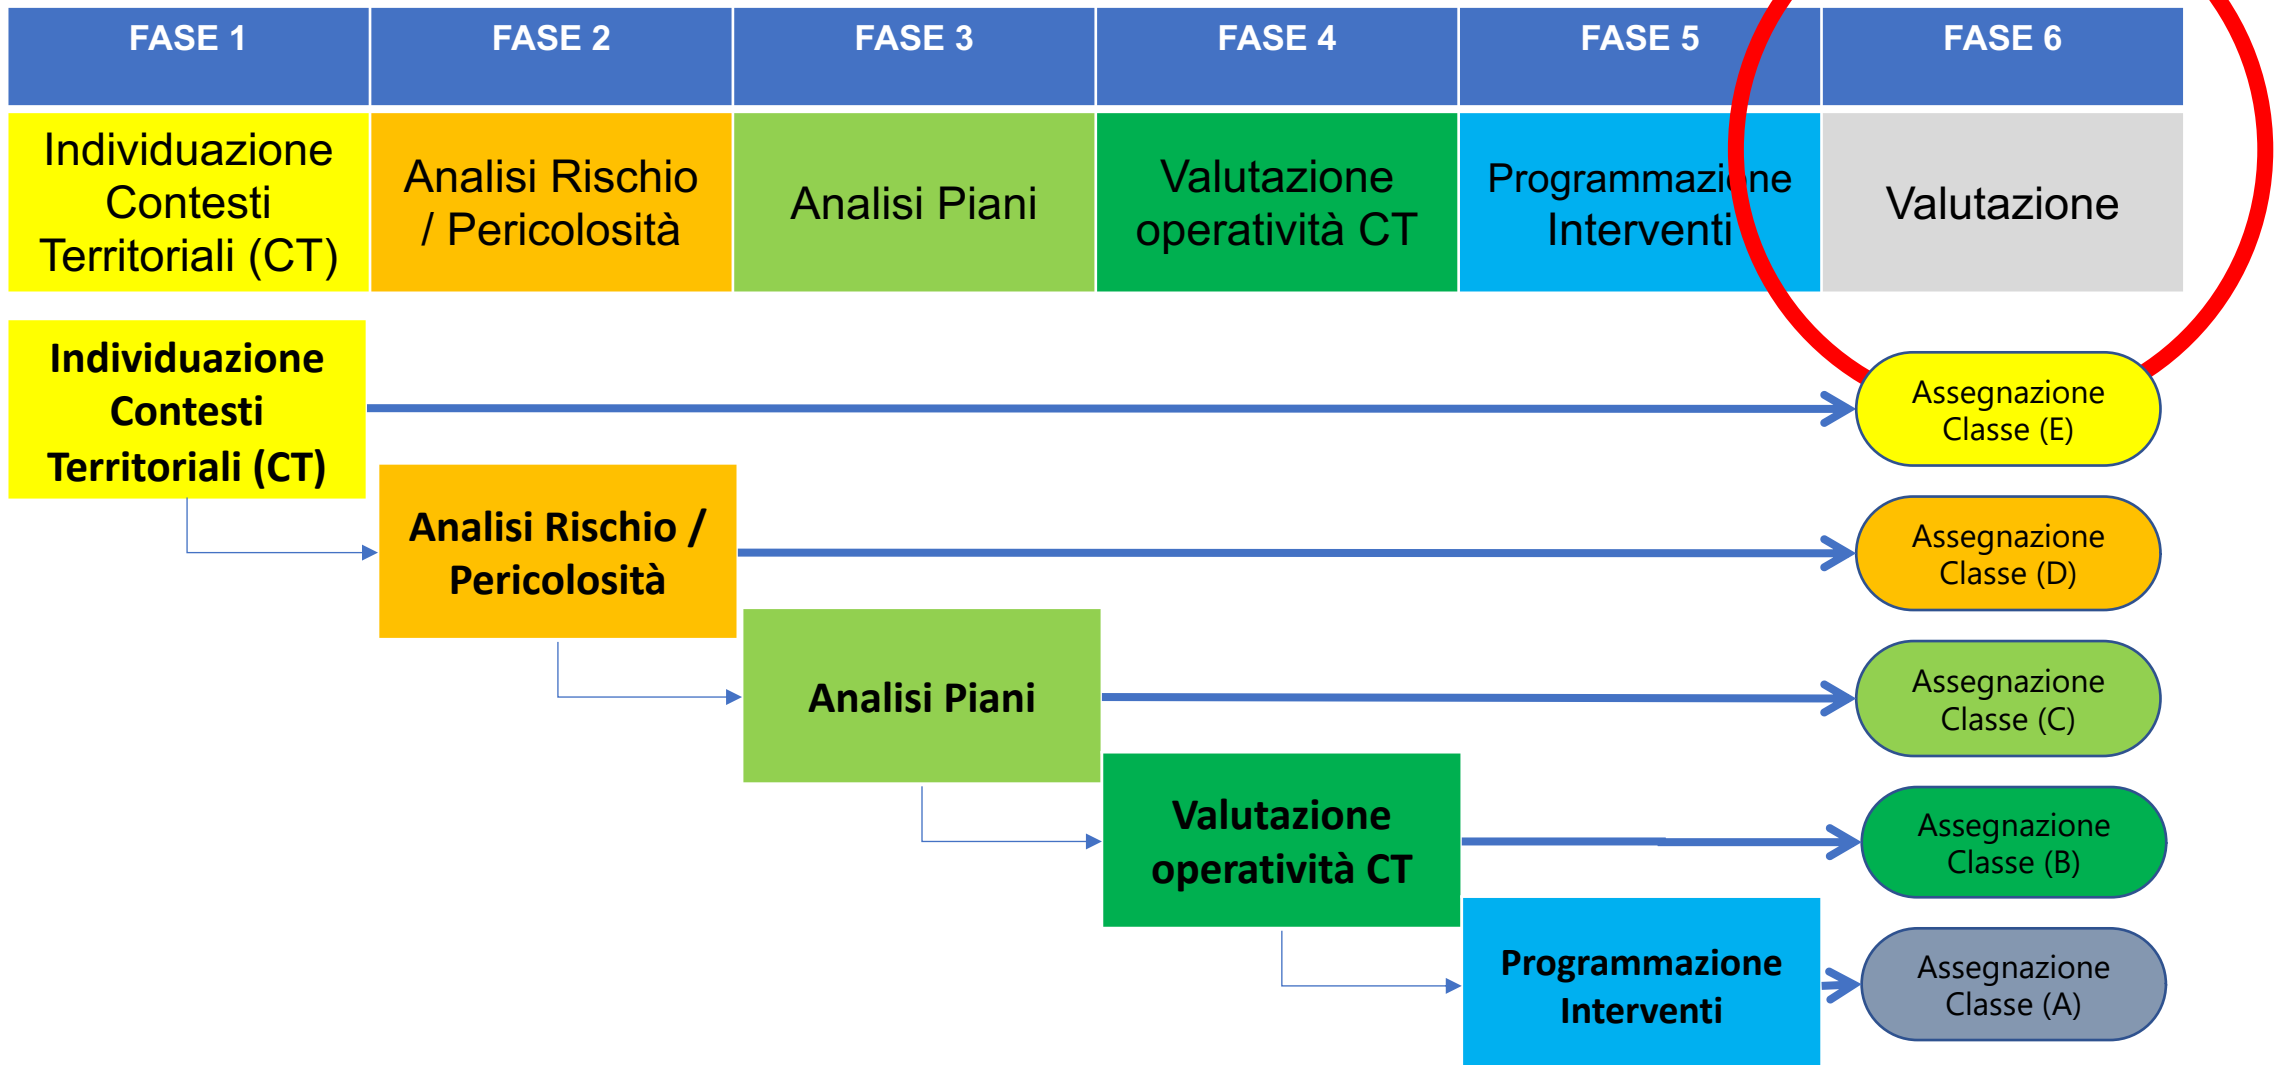 FASE 1
FASE 2
FASE 3
FASE 4
FASE 5
FASE 6
Individuazione
Contesti
Territoriali (CT)
Analisi Rischio
/ Pericolosità
Analisi Piani
Valutazione
operatività CT
Programmazione
Interventi
Valutazione
Individuazione
Contesti
Territoriali (CT)
Assegnazione
Classe (E)
Analisi Rischio /
Pericolosità
Assegnazione
Classe (D)
Analisi Piani
Assegnazione
Classe (C)
Valutazione
operatività CT
Assegnazione
Classe (B)
Programmazione
Interventi
Assegnazione
Classe (A)